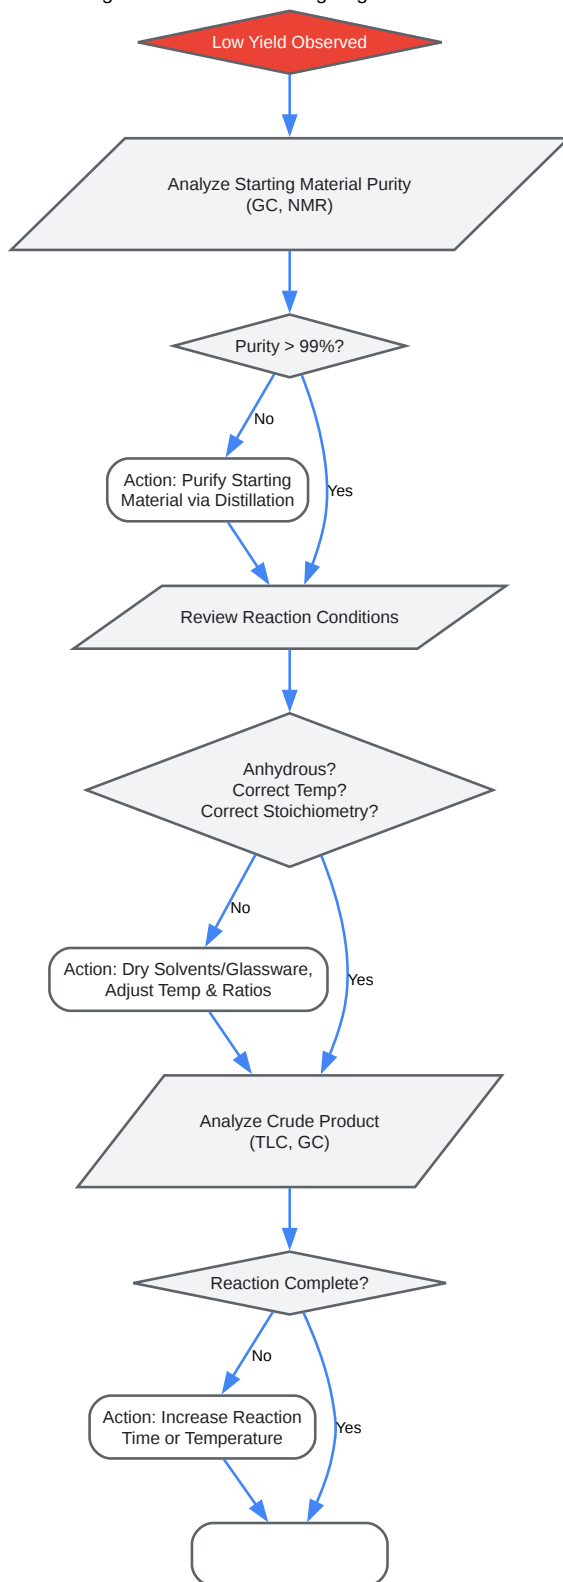 Low Yield Observed
Analyze Starting Material Purity
(GC, NMR)
Purity > 99%?
No
Action: Purify Starting
Material via Distillation
Yes
Review Reaction Conditions
Anhydrous?
Correct Temp?
Correct Stoichiometry?
No
Action: Dry Solvents/Glassware,
Adjust Temp & Ratios
Yes
Analyze Crude Product
(TLC, GC)
Reaction Complete?
No
Action: Increase Reaction
Time or Temperature
Yes